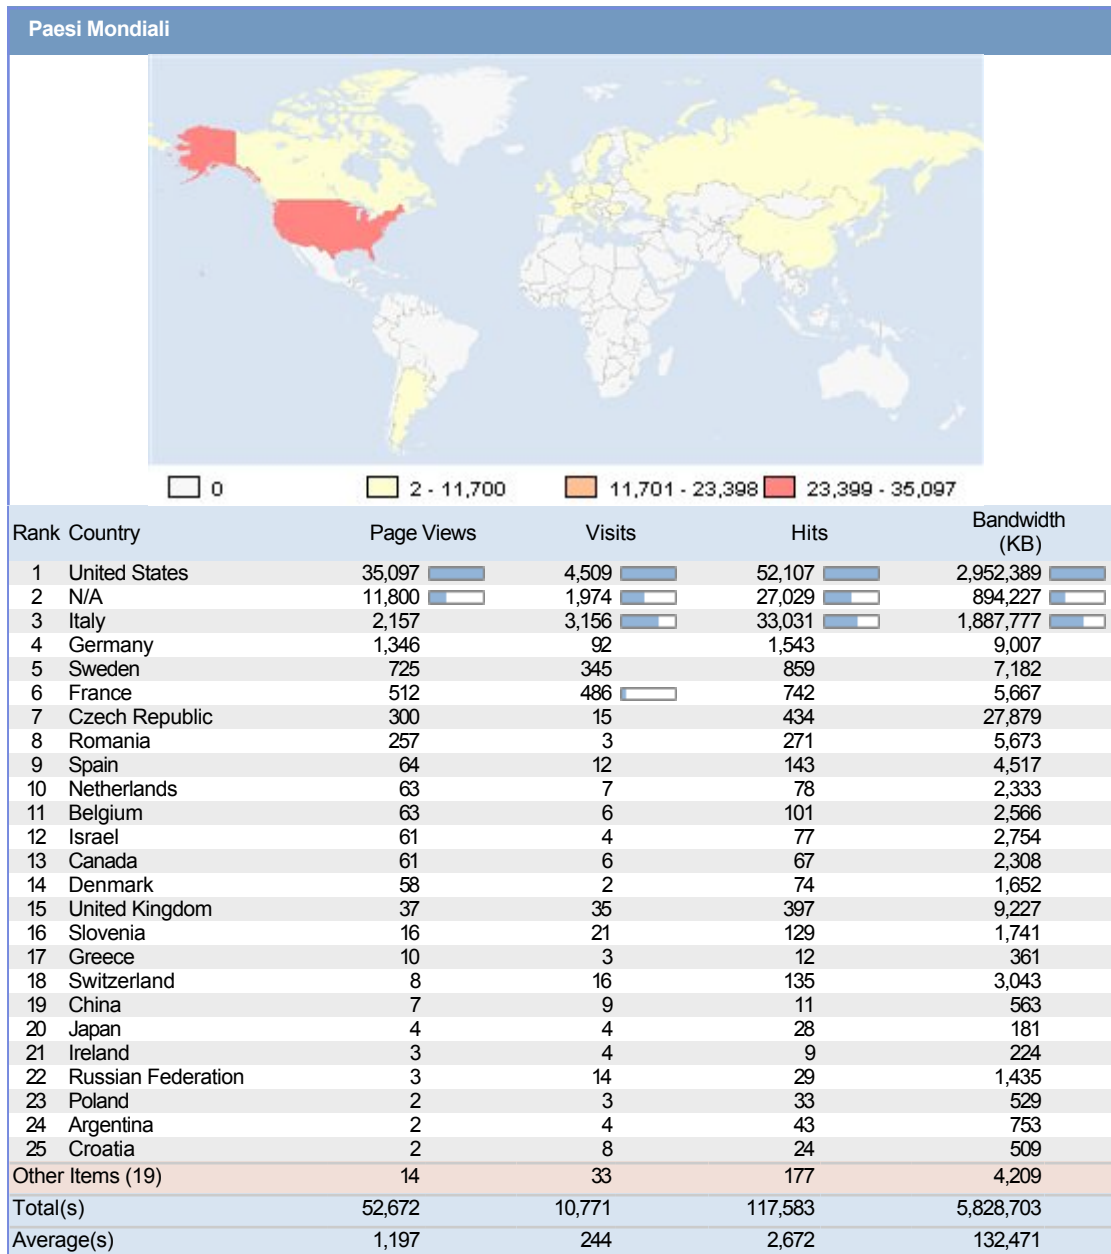 Paesi Mondiali
0 2 - 11,700 11,701 - 23,398 23,399 - 35,097
Rank Country Page Views Visits Hits Bandwidth (KB)
1 United States 35,097 4,509 52,107 2,952,389
2 N/A 11,800 1,974 27,029 894,227
3 Italy 2,157 3,156 33,031 1,887,777
4 Germany 1,346 92 1,543 9,007
5 Sweden 725 345 859 7,182
6 France 512 486 742 5,667
7 Czech Republic 300 15 434 27,879
8 Romania 257 3 271 5,673
9 Spain 64 12 143 4,517
10 Netherlands 63 7 78 2,333
11 Belgium 63 6 101 2,566
12 Israel 61 4 77 2,754
13 Canada 61 6 67 2,308
14 Denmark 58 2 74 1,652
15 United Kingdom 37 35 397 9,227
16 Slovenia 16 21 129 1,741
17 Greece 10 3 12 361
18 Switzerland 8 16 135 3,043
19 China 7 9 11 563
20 Japan 4 4 28 181
21 Ireland 3 4 9 224
22 Russian Federation 3 14 29 1,435
23 Poland 2 3 33 529
24 Argentina 2 4 43 753
25 Croatia 2 8 24 509
Other Items (19) 14 33 177 4,209
Total(s) 52,672 10,771 117,583 5,828,703
Average(s) 1,197 244 2,672 132,471